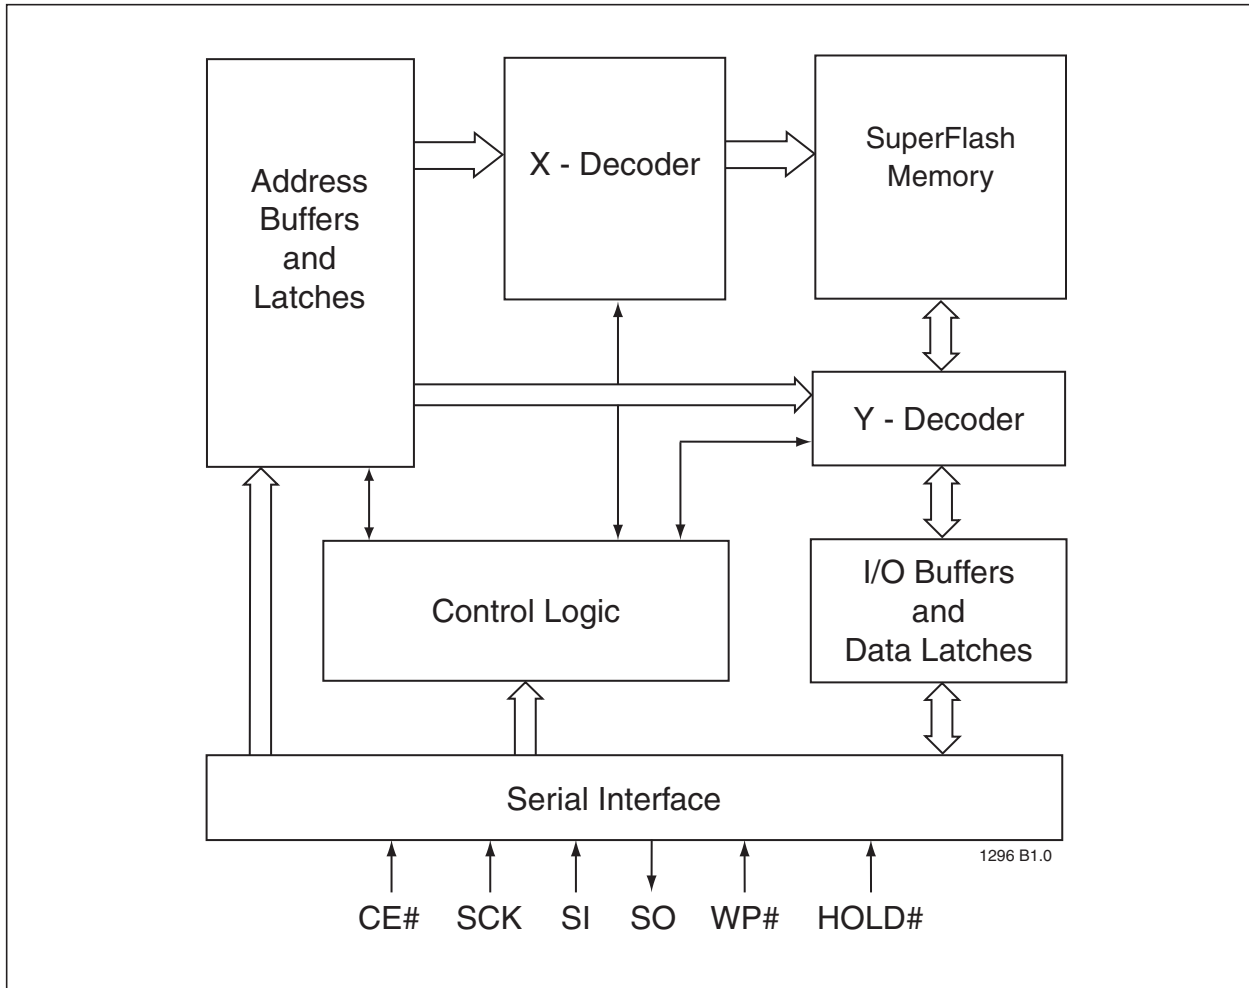 Address
Buffers
and
Latches
X - Decoder
SuperFlash
Memory
Y - Decoder
Control Logic
I/O Buffers
and
Data Latches
Serial Interface
1296 B1.0
CE# SCK SI SO WP# HOLD#